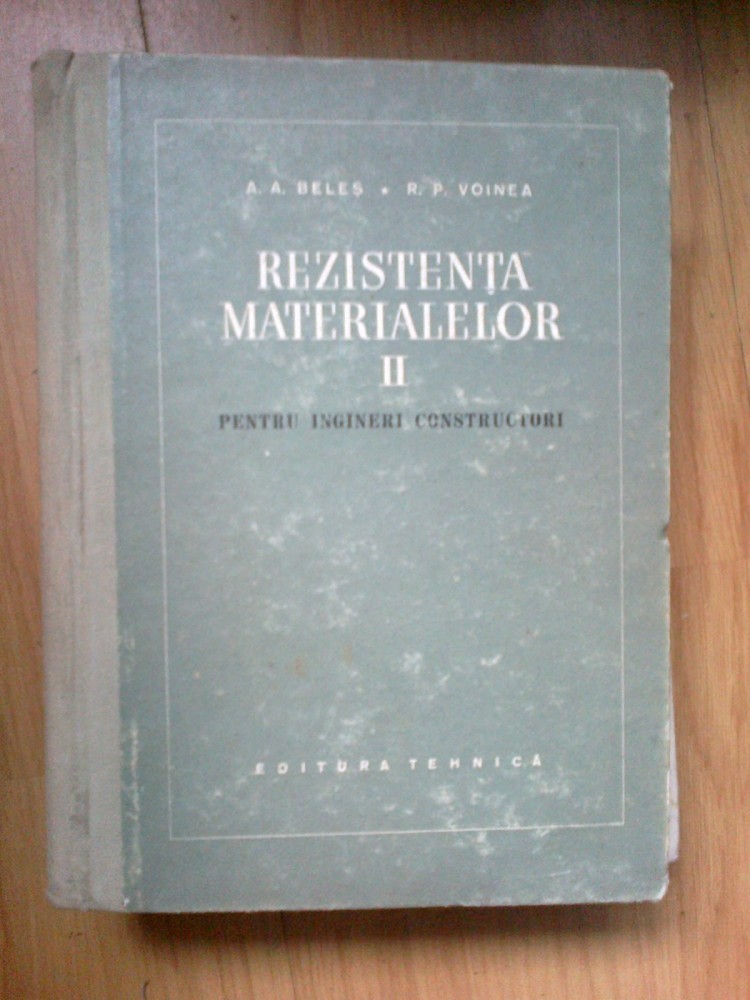 A. A. BELEȘ ★ R. P. VOINEA
REZISTENȚA
MATERIALELOR
II
PENTRU INGINERI CONSTRUCTORI
EDITURA TEHNICĂ